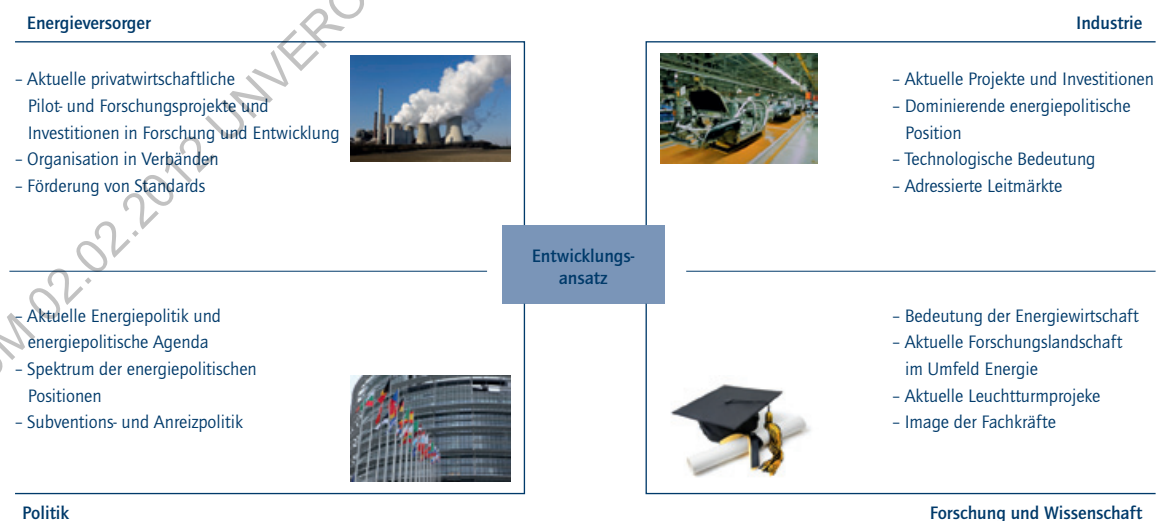 Energieversorger
– Aktuelle privatwirtschaftliche
Pilot- und Forschungsprojekte und
Investitionen in Forschung und Entwicklung
– Organisation in Verbänden
– Förderung von Standards
Industrie
– Aktuelle Projekte und Investitionen
– Dominierende energiepolitische
Position
– Technologische Bedeutung
– Adressierte Leitmärkte
Entwicklungs-
ansatz
– Aktuelle Energiepolitik und
energiepolitische Agenda
– Spektrum der energiepolitischen
Positionen
– Subventions- und Anreizpolitik
Politik
– Bedeutung der Energiewirtschaft
– Aktuelle Forschungslandschaft
im Umfeld Energie
– Aktuelle Leuchtturmprojeke
– Image der Fachkräfte
Forschung und Wissenschaft
02.02.2012